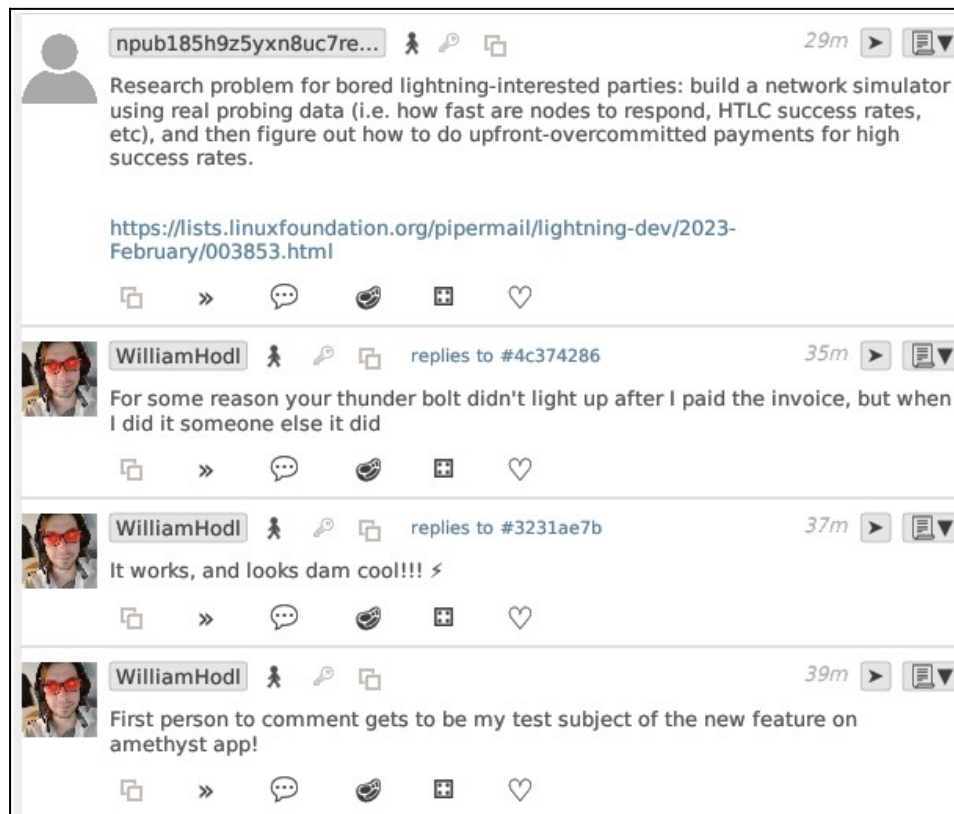 npub185h9z5yxn8uc7re...
29m
Research problem for bored lightning-interested parties: build a network simulator
using real probing data (i.e. how fast are nodes to respond, HTLC success rates,
etc), and then figure out how to do upfront-overcommitted payments for high
success rates.
https://lists.linuxfoundation.org/pipermail/lightning-dev/2023-
February/003853.html
WilliamHodl replies to #4c374286 35m
For some reason your thunder bolt didn't light up after I paid the invoice, but when
I did it someone else it did
WilliamHodl replies to #3231ae7b 37m
It works, and looks dam cool!!! ⚡
WilliamHodl 39m
First person to comment gets to be my test subject of the new feature on
amethyst app!